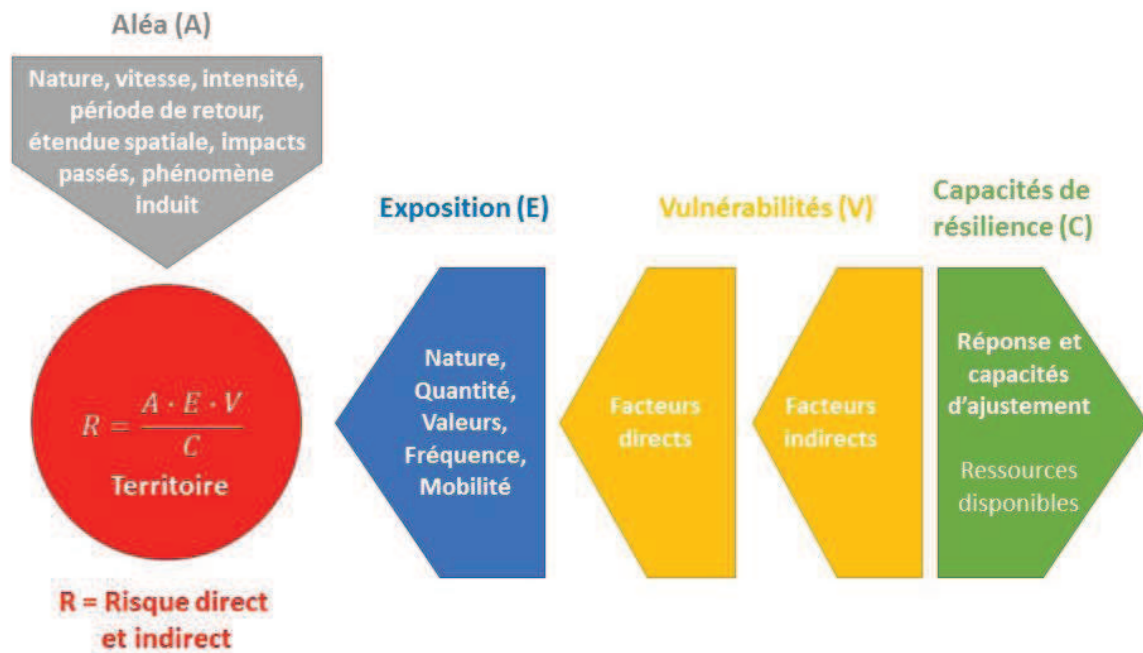 Aléa (A)
Nature, vitesse, intensité,
période de retour,
étendue spatiale, impacts
passés, phénomène
induit
Exposition (E)
Vulnérabilités (V)
Capacités de
résilience (C)
R = A · E · V / C
Territoire
Nature,
Quantité,
Valeurs,
Fréquence,
Mobilité
Facteurs
directs
Facteurs
indirects
Réponse et
capacités
d'ajustement
Ressources
disponibles
R = Risque direct
et indirect